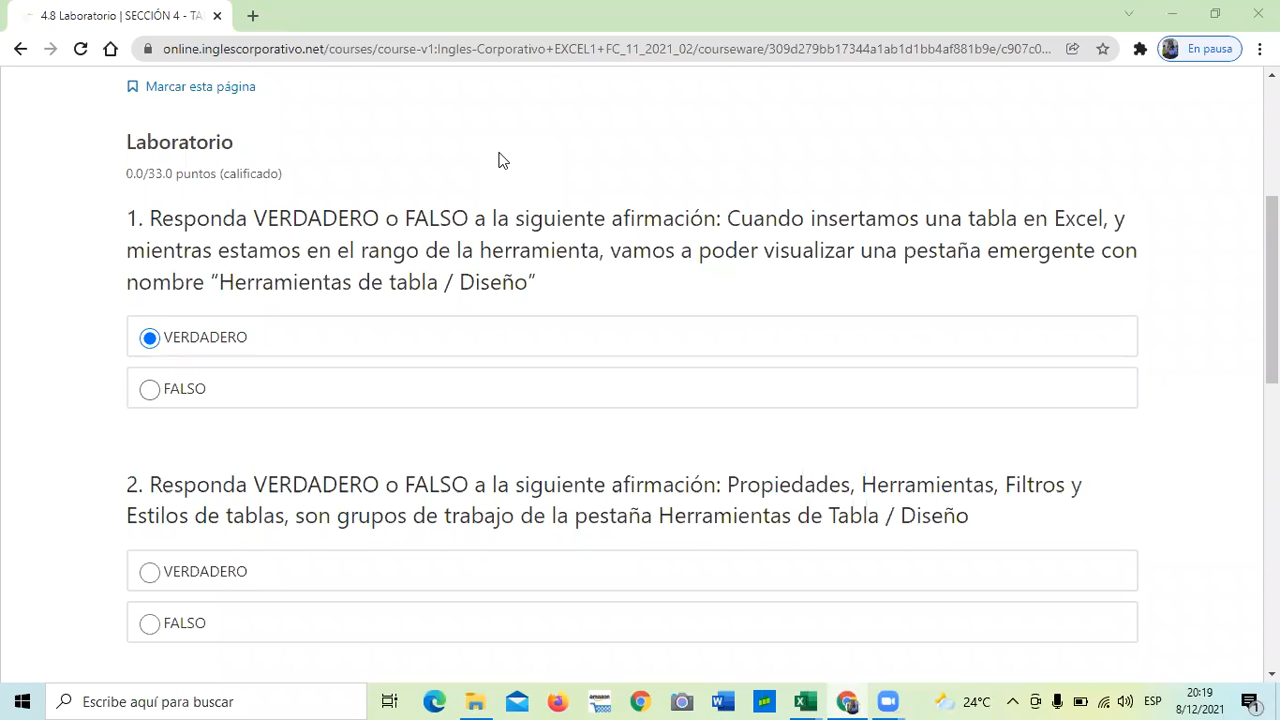 4.8 Laboratorio | SECCIÓN 4 - TA
online.inglescorporativo.net/courses/course-v1:Ingles-Corporativo+EXCEL1+FC_11_2021_02/courseware/309d279bb17344a1ab1d1bb4af881b9e/c907c0...
En pausa
Marcar esta página
Laboratorio
0.0/33.0 puntos (calificado)
1. Responda VERDADERO o FALSO a la siguiente afirmación: Cuando insertamos una tabla en Excel, y
mientras estamos en el rango de la herramienta, vamos a poder visualizar una pestaña emergente con
nombre “Herramientas de tabla / Diseño”
VERDADERO
FALSO
2. Responda VERDADERO o FALSO a la siguiente afirmación: Propiedades, Herramientas, Filtros y
Estilos de tablas, son grupos de trabajo de la pestaña Herramientas de Tabla / Diseño
VERDADERO
FALSO
Escribe aquí para buscar
amazon
24°C
ESP
20:19
8/12/2021
1